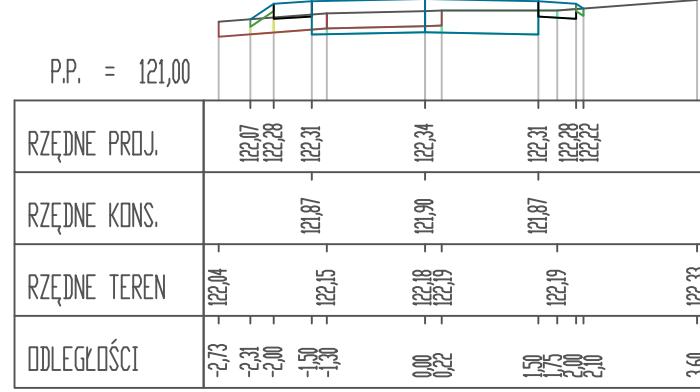 P.P. = 121,00
RZĘDNE PROJ. 122,07 122,28 122,31 122,34 122,31 122,28 122,22
RZĘDNE KONS. 121,87 121,90 121,87
RZĘDNE TEREN 122,04 122,15 122,18 122,19 122,19 122,33
ODLEGŁOŚCI -2,73 -2,31 -2,00 -1,50 -1,30 0,00 0,22 1,50 1,75 2,00 2,10